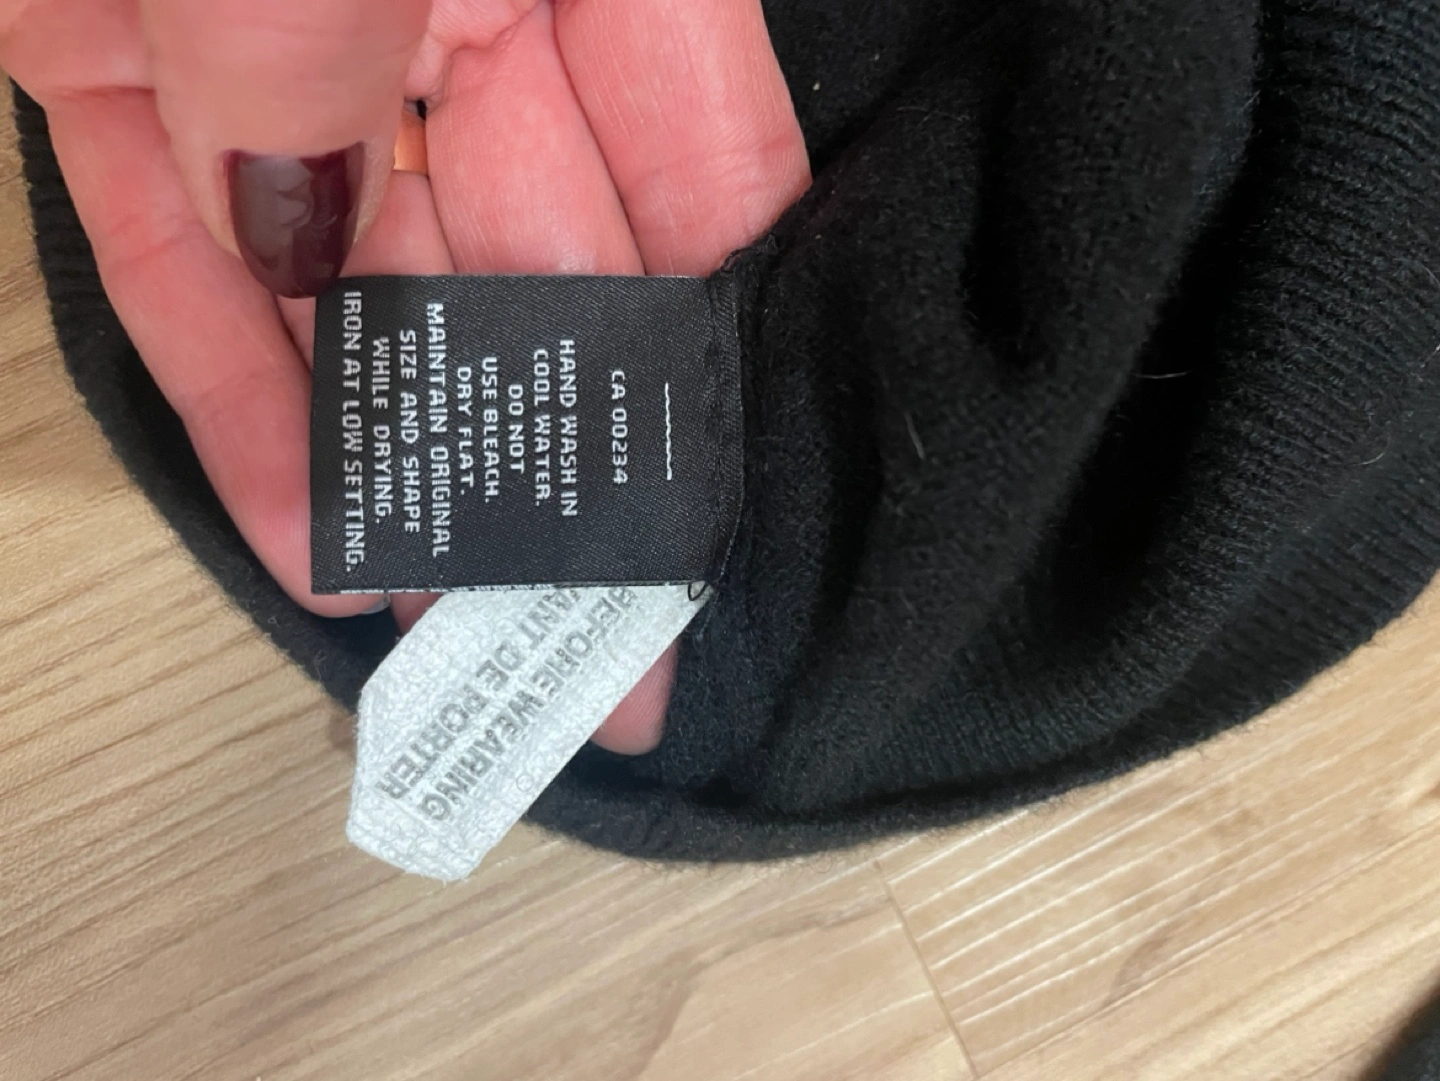 CA 00234
HAND WASH IN
COOL WATER.
DO NOT
USE BLEACH.
DRY FLAT.
MAINTAIN ORIGINAL
SIZE AND SHAPE
WHILE DRYING.
IRON AT LOW SETTING.
BEFORE WEARING
DE PORTER